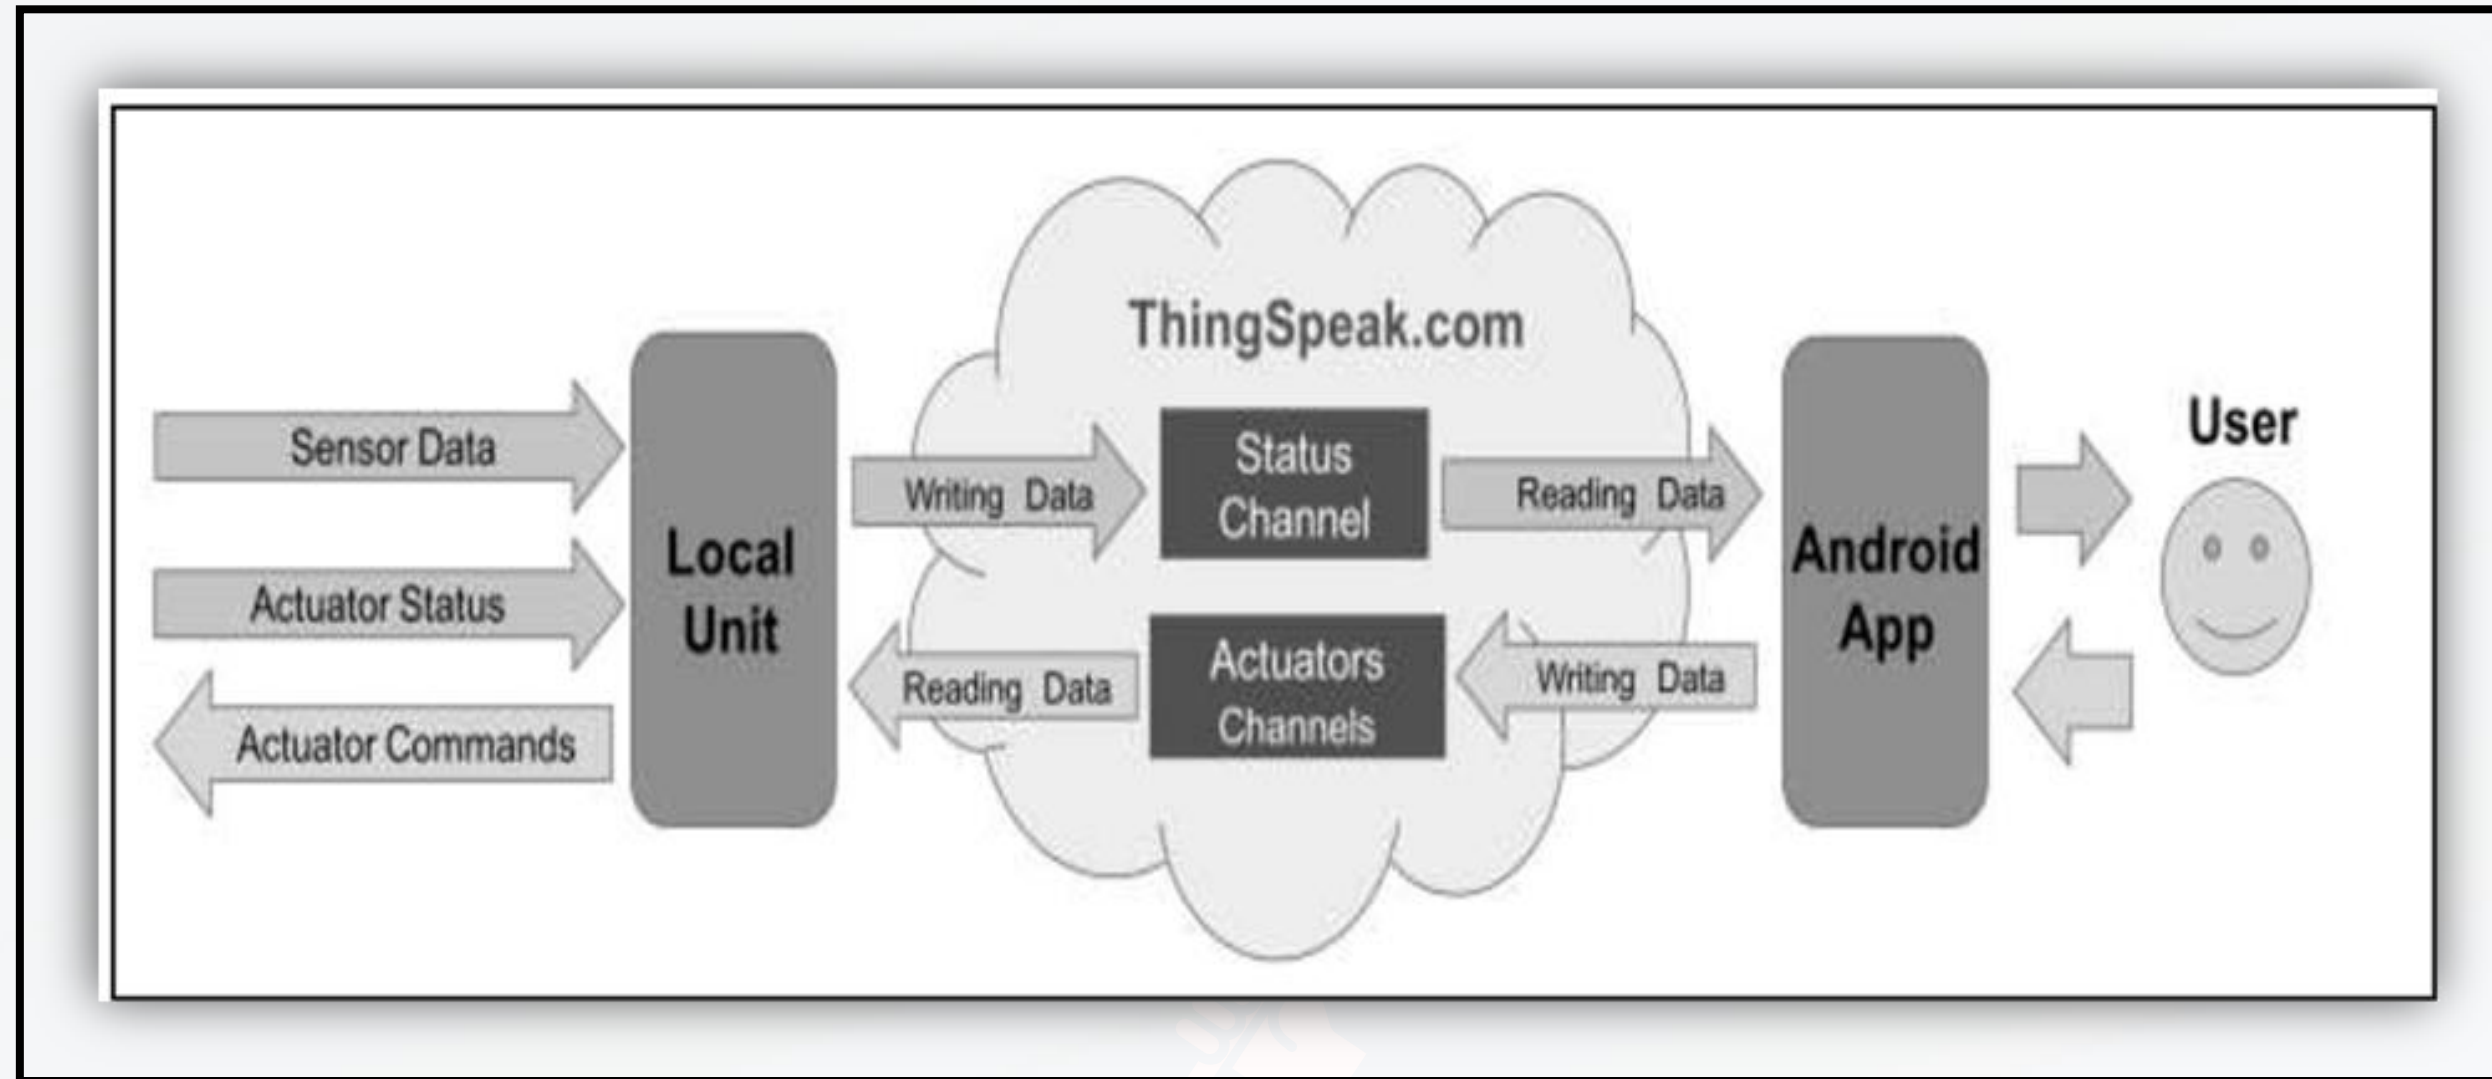 ThingSpeak.com
Sensor Data
Actuator Status
Actuator Commands
Local
Unit
Writing Data
Reading Data
Status
Channel
Actuators
Channels
Reading Data
Writing Data
Android
App
User